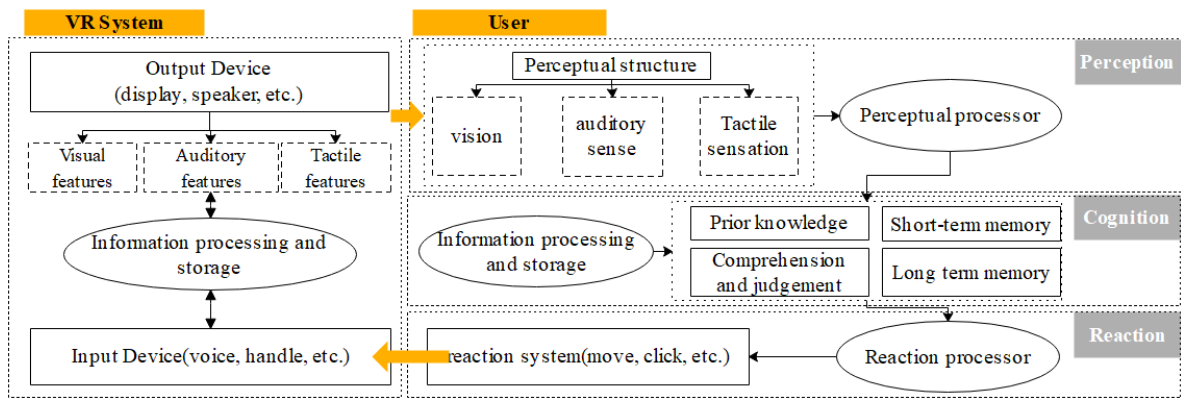 VR System
User
Output Device
(display, speaker, etc.)
Visual
features
Auditory
features
Tactile
features
Information processing and
storage
Input Device(voice, handle, etc.)
Perceptual structure
vision
auditory
sense
Tactile
sensation
Perceptual processor
Perception
Information processing
and storage
Prior knowledge
Short-term memory
Comprehension
and judgement
Long term memory
Cognition
reaction system(move, click, etc.)
Reaction processor
Reaction